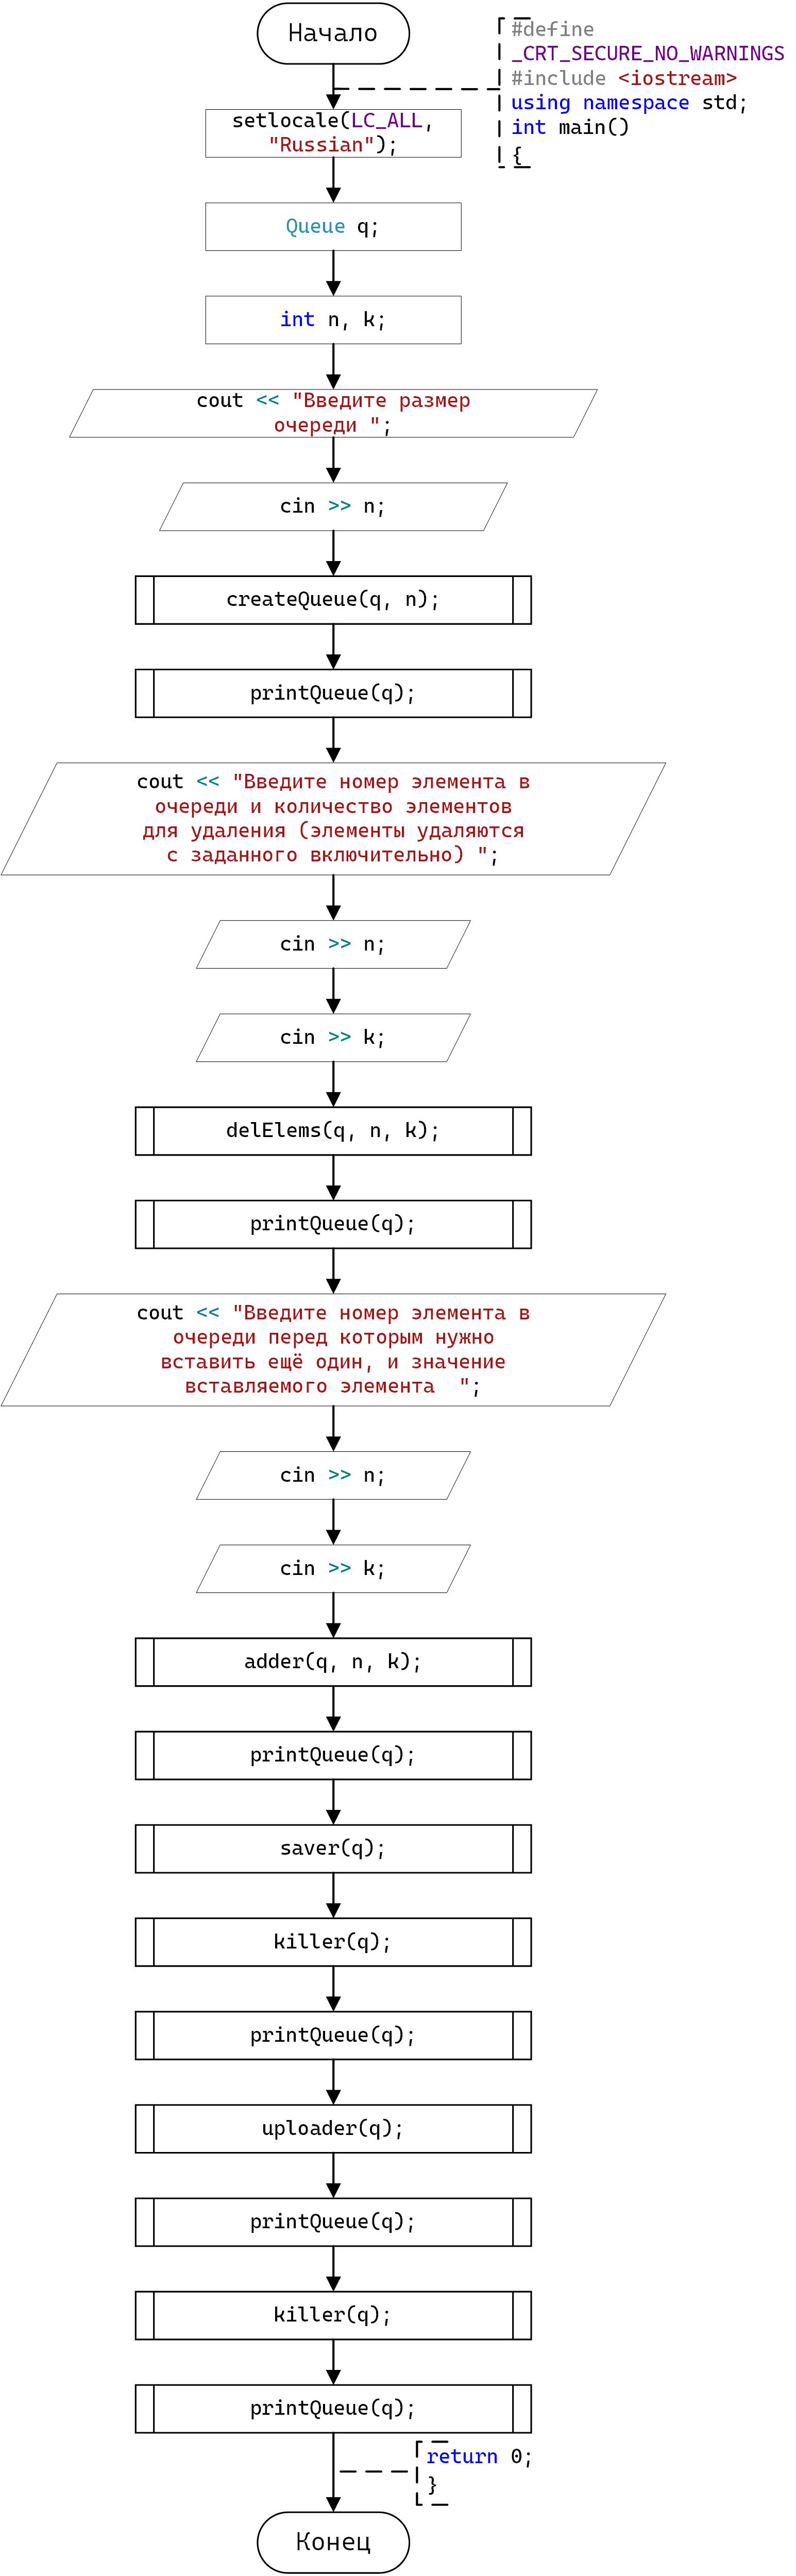 Начало
#define
_CRT_SECURE_NO_WARNINGS
#include <iostream>
using namespace std;
int main()
{
setlocale(LC_ALL,
"Russian");
Queue q;
int n, k;
cout << "Введите размер
очереди ";
cin >> n;
createQueue(q, n);
printQueue(q);
cout << "Введите номер элемента в
очереди и количество элементов
для удаления (элементы удаляются
с заданного включительно) ";
cin >> n;
cin >> k;
delElems(q, n, k);
printQueue(q);
cout << "Введите номер элемента в
очереди перед которым нужно
вставить ещё один, и значение
вставляемого элемента  ";
cin >> n;
cin >> k;
adder(q, n, k);
printQueue(q);
saver(q);
killer(q);
printQueue(q);
uploader(q);
printQueue(q);
killer(q);
printQueue(q);
return 0;
}
Конец